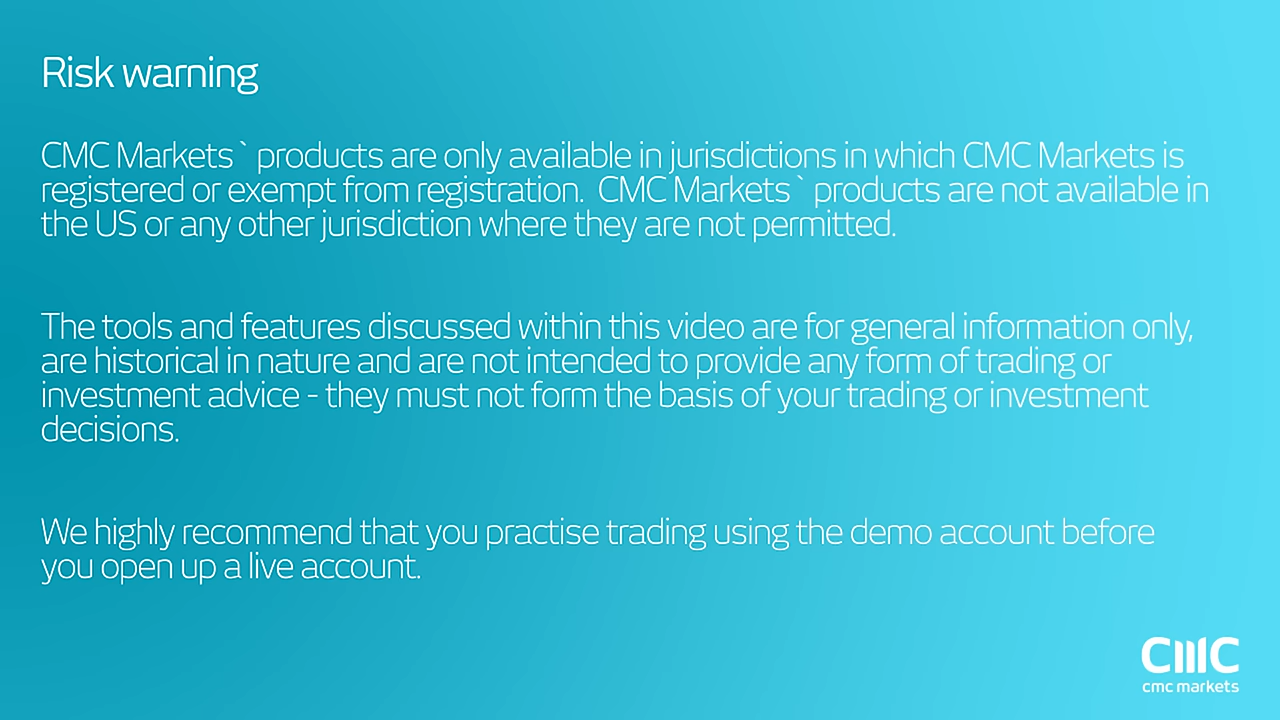 Risk warning
CMC Markets` products are only available in jurisdictions in which CMC Markets is
registered or exempt from registration.  CMC Markets` products are not available in
the US or any other jurisdiction where they are not permitted.
The tools and features discussed within this video are for general information only,
are historical in nature and are not intended to provide any form of trading or
investment advice - they must not form the basis of your trading or investment
decisions.
We highly recommend that you practise trading using the demo account before
you open up a live account.
CMC
cmc markets